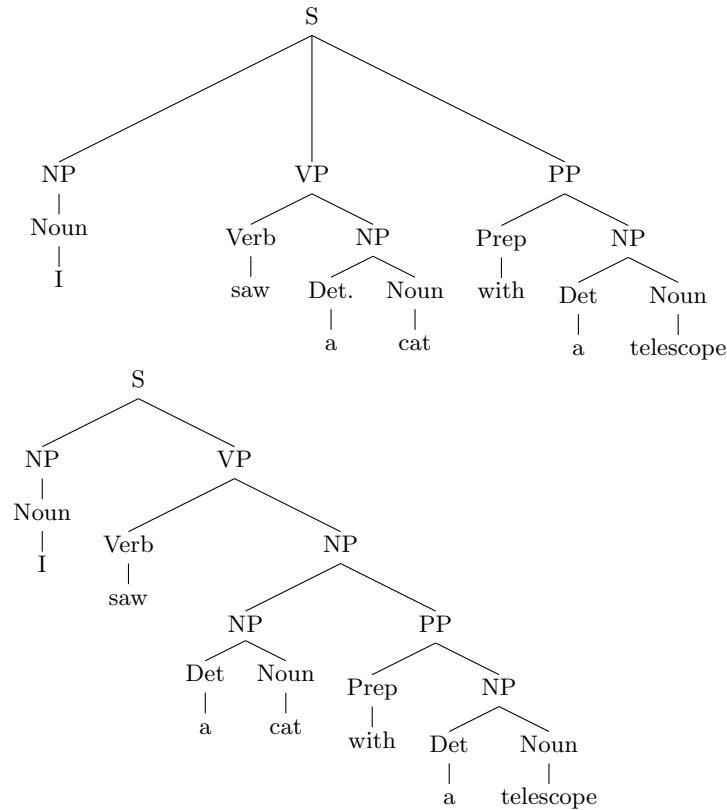 S
NP VP PP
Noun Verb NP Prep NP
I saw Det. Noun with Det Noun
a cat a telescope
S
NP VP
Noun Verb NP
I saw
NP PP
Det Noun Prep NP
a cat with Det Noun
a telescope